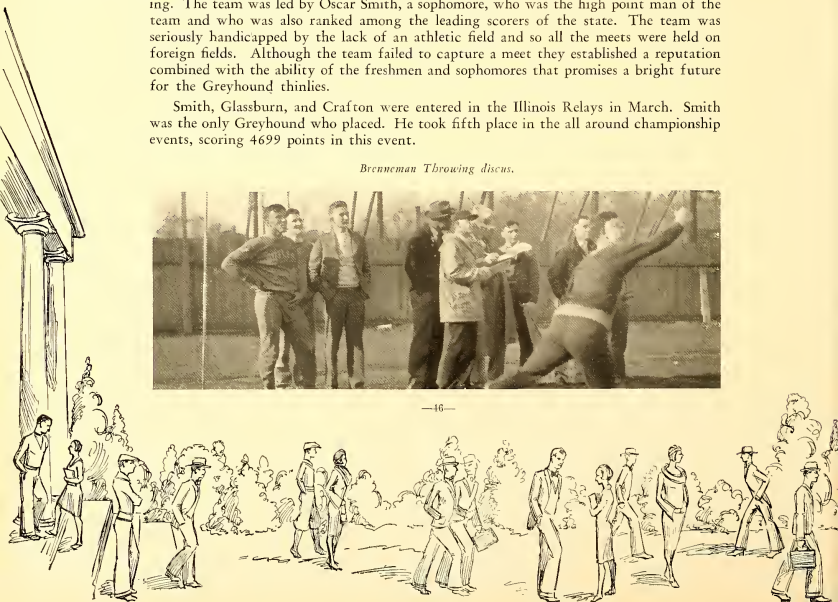 ing. The team was led by Oscar Smith, a sophomore, who was the high point man of the
team and who was also ranked among the leading scorers of the state. The team was
seriously handicapped by the lack of an athletic field and so all the meets were held on
foreign fields. Although the team failed to capture a meet they established a reputation
combined with the ability of the freshmen and sophomores that promises a bright future
for the Greyhound thinlies.
Smith, Glassburn, and Crafton were entered in the Illinois Relays in March. Smith
was the only Greyhound who placed. He took fifth place in the all around championship
events, scoring 4699 points in this event.
Brenneman Throwing discus.
—46—